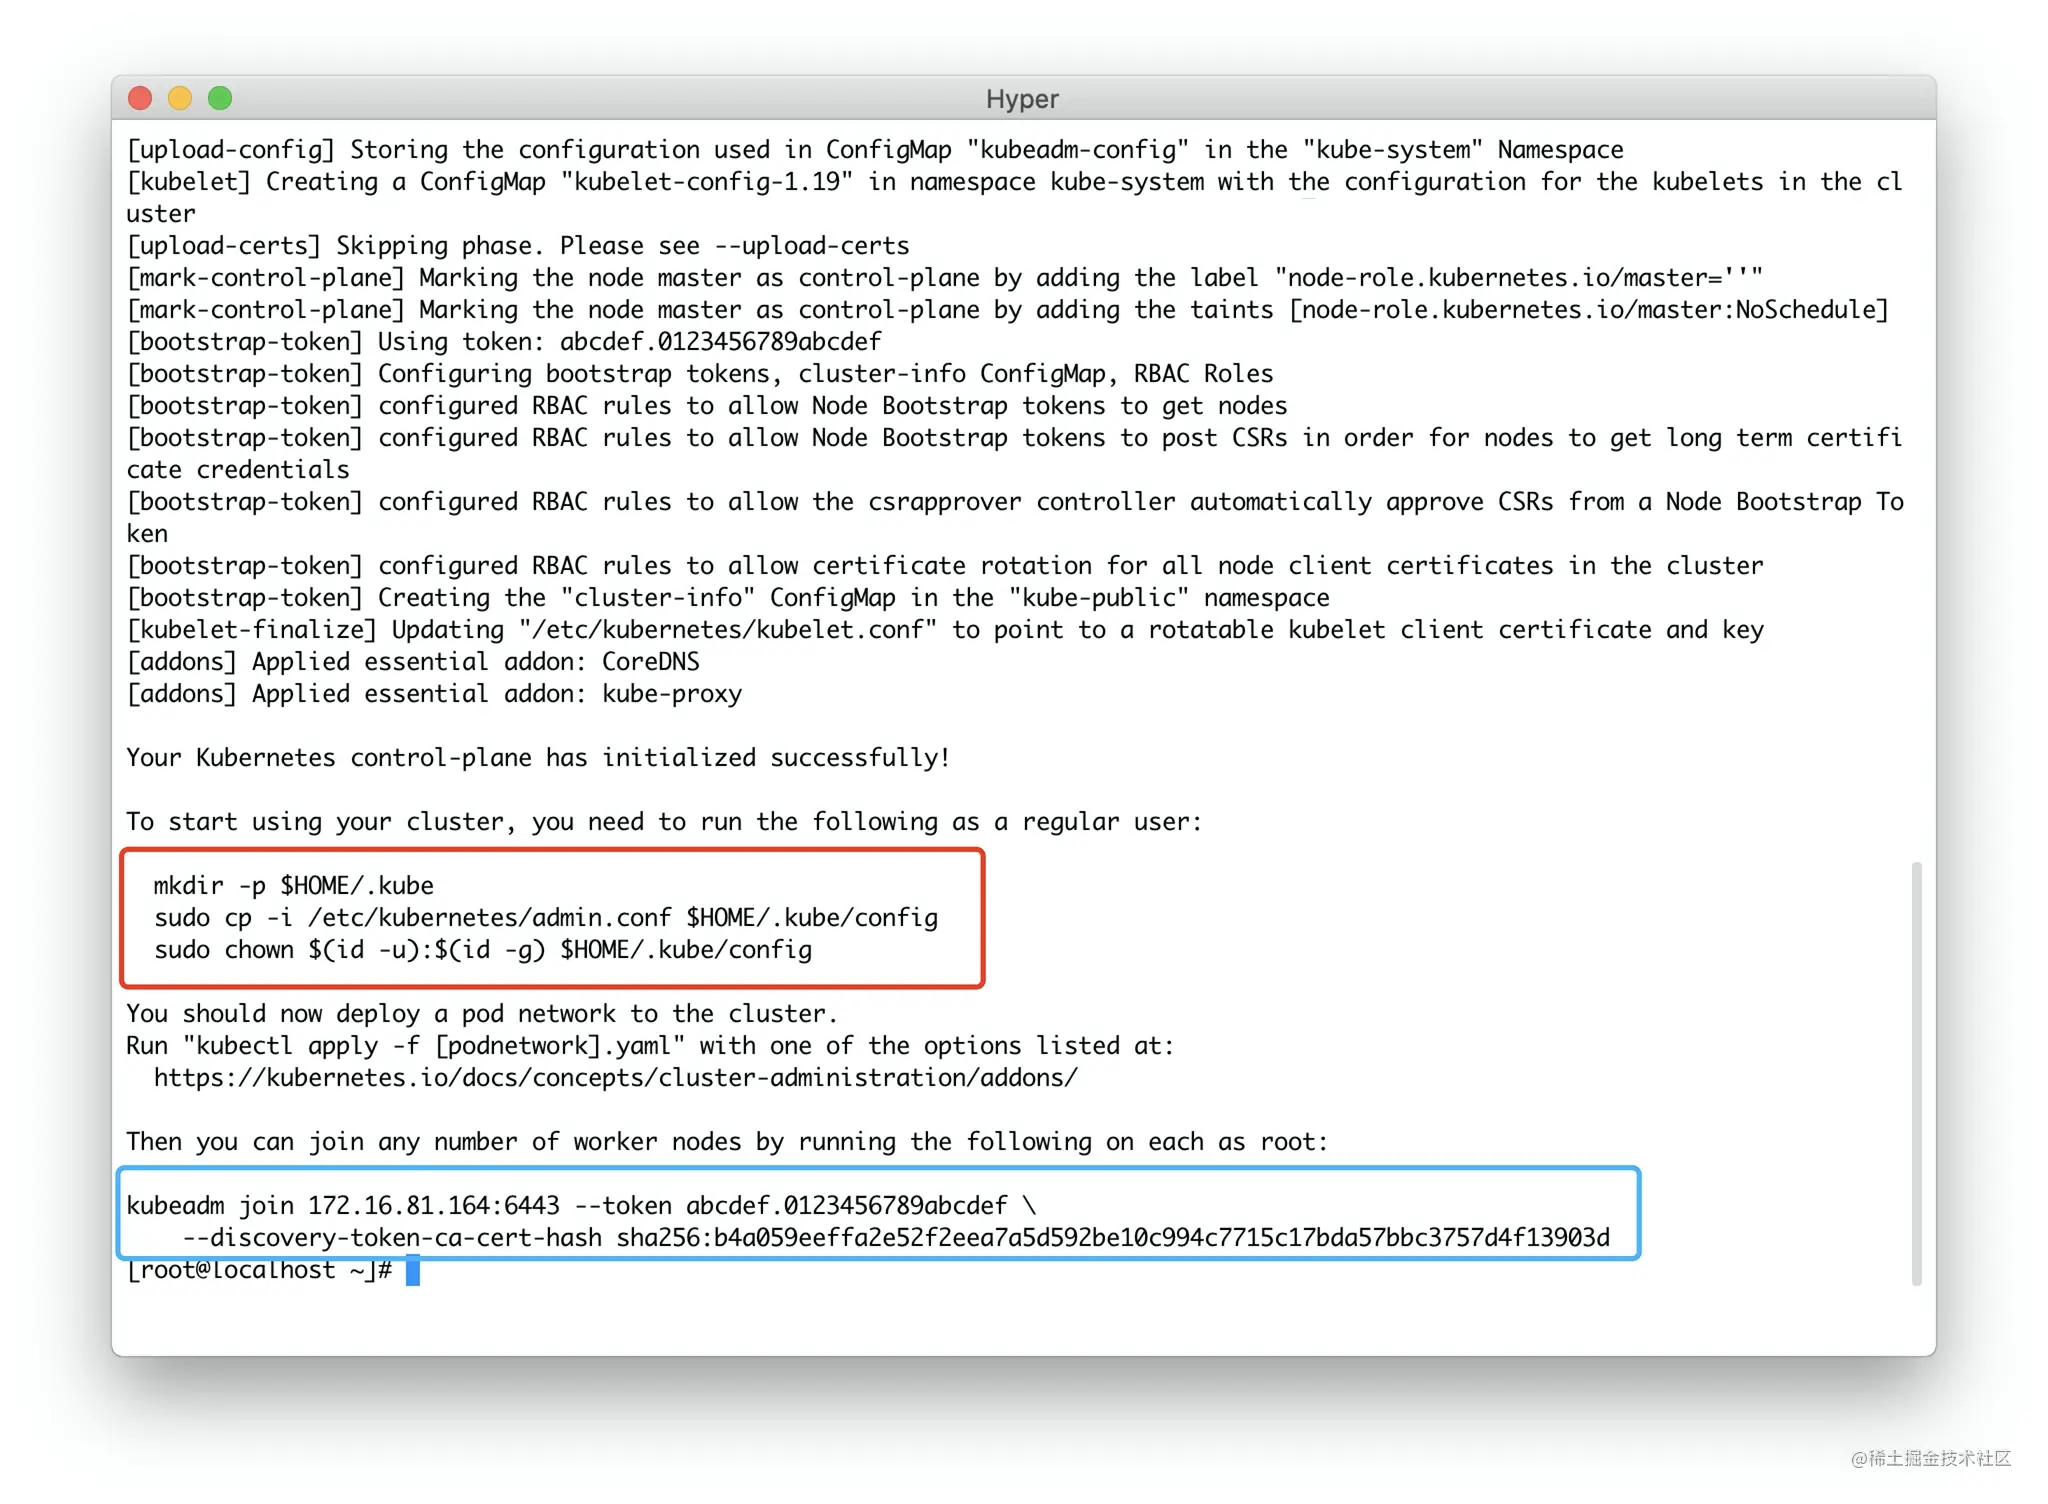 Hyper
[upload-config] Storing the configuration used in ConfigMap "kubeadm-config" in the "kube-system" Namespace
[kubelet] Creating a ConfigMap "kubelet-config-1.19" in namespace kube-system with the configuration for the kubelets in the cl
uster
[upload-certs] Skipping phase. Please see --upload-certs
[mark-control-plane] Marking the node master as control-plane by adding the label "node-role.kubernetes.io/master=''"
[mark-control-plane] Marking the node master as control-plane by adding the taints [node-role.kubernetes.io/master:NoSchedule]
[bootstrap-token] Using token: abcdef.0123456789abcdef
[bootstrap-token] Configuring bootstrap tokens, cluster-info ConfigMap, RBAC Roles
[bootstrap-token] configured RBAC rules to allow Node Bootstrap tokens to get nodes
[bootstrap-token] configured RBAC rules to allow Node Bootstrap tokens to post CSRs in order for nodes to get long term certifi
cate credentials
[bootstrap-token] configured RBAC rules to allow the csrapprover controller automatically approve CSRs from a Node Bootstrap To
ken
[bootstrap-token] configured RBAC rules to allow certificate rotation for all node client certificates in the cluster
[bootstrap-token] Creating the "cluster-info" ConfigMap in the "kube-public" namespace
[kubelet-finalize] Updating "/etc/kubernetes/kubelet.conf" to point to a rotatable kubelet client certificate and key
[addons] Applied essential addon: CoreDNS
[addons] Applied essential addon: kube-proxy
Your Kubernetes control-plane has initialized successfully!
To start using your cluster, you need to run the following as a regular user:
mkdir -p $HOME/.kube
sudo cp -i /etc/kubernetes/admin.conf $HOME/.kube/config
sudo chown $(id -u):$(id -g) $HOME/.kube/config
You should now deploy a pod network to the cluster.
Run "kubectl apply -f [podnetwork].yaml" with one of the options listed at:
https://kubernetes.io/docs/concepts/cluster-administration/addons/
Then you can join any number of worker nodes by running the following on each as root:
kubeadm join 172.16.81.164:6443 --token abcdef.0123456789abcdef \
--discovery-token-ca-cert-hash sha256:b4a059eeffa2e52f2eea7a5d592be10c994c7715c17bda57bbc3757d4f13903d
[root@localhost ~]#
@稀土掘金技术社区